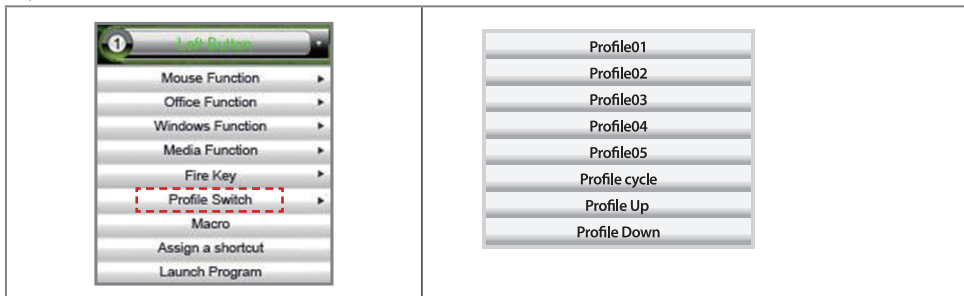 1
Left Button
Mouse Function
Office Function
Windows Function
Media Function
Fire Key
Profile Switch
Macro
Assign a shortcut
Launch Program
Profile01
Profile02
Profile03
Profile04
Profile05
Profile cycle
Profile Up
Profile Down